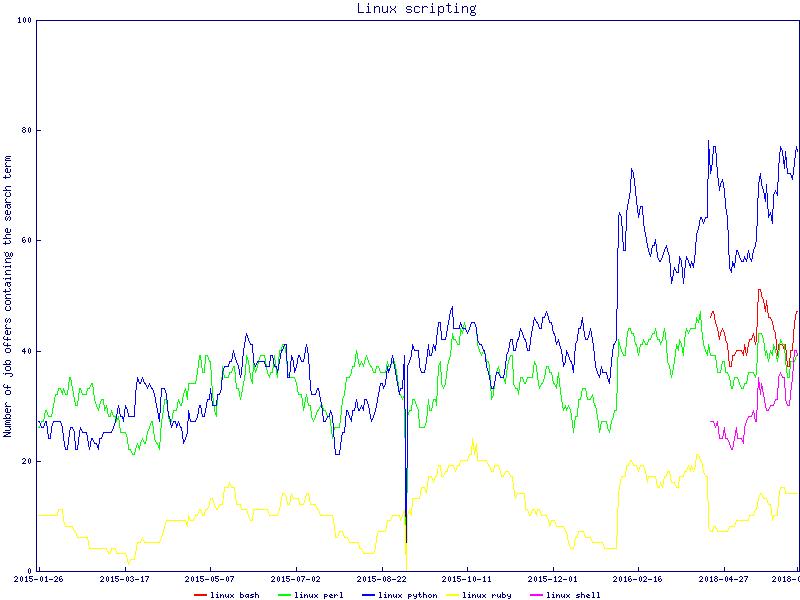 Linux scripting
100
80
60
40
20
0
Number of job offers containing the search term
2015-01-26 2015-03-17 2015-05-07 2015-07-02 2015-08-22 2015-10-11 2015-12-01 2016-02-16 2018-04-27 2018-0
linux bash linux perl linux python linux ruby linux shell